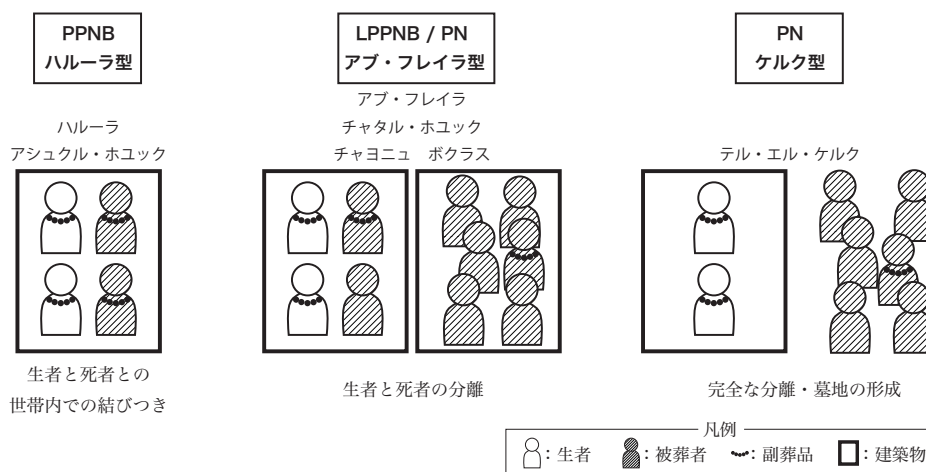 PPNB
ハルーラ型
ハルーラ
アシュクル・ホユック
生者と死者との
世帯内での結びつき
LPPNB / PN
アブ・フレイラ型
アブ・フレイラ
チャタル・ホユック
チャヨニュ　ボクラス
生者と死者の分離
PN
ケルク型
テル・エル・ケルク
完全な分離・墓地の形成
凡例
：生者　：被葬者　：副葬品　：建築物